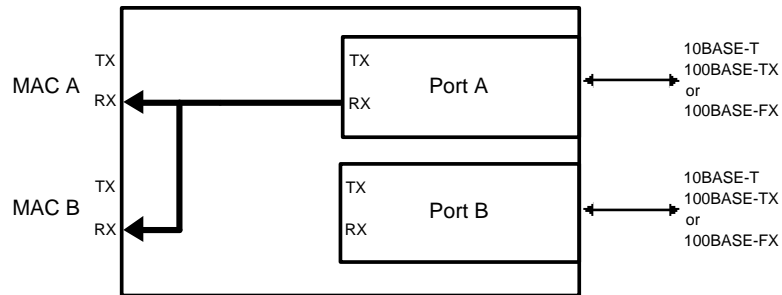 TX
MAC A
RX
TX
Port A
RX
10BASE-T
100BASE-TX
or
100BASE-FX
TX
MAC B
RX
TX
Port B
RX
10BASE-T
100BASE-TX
or
100BASE-FX